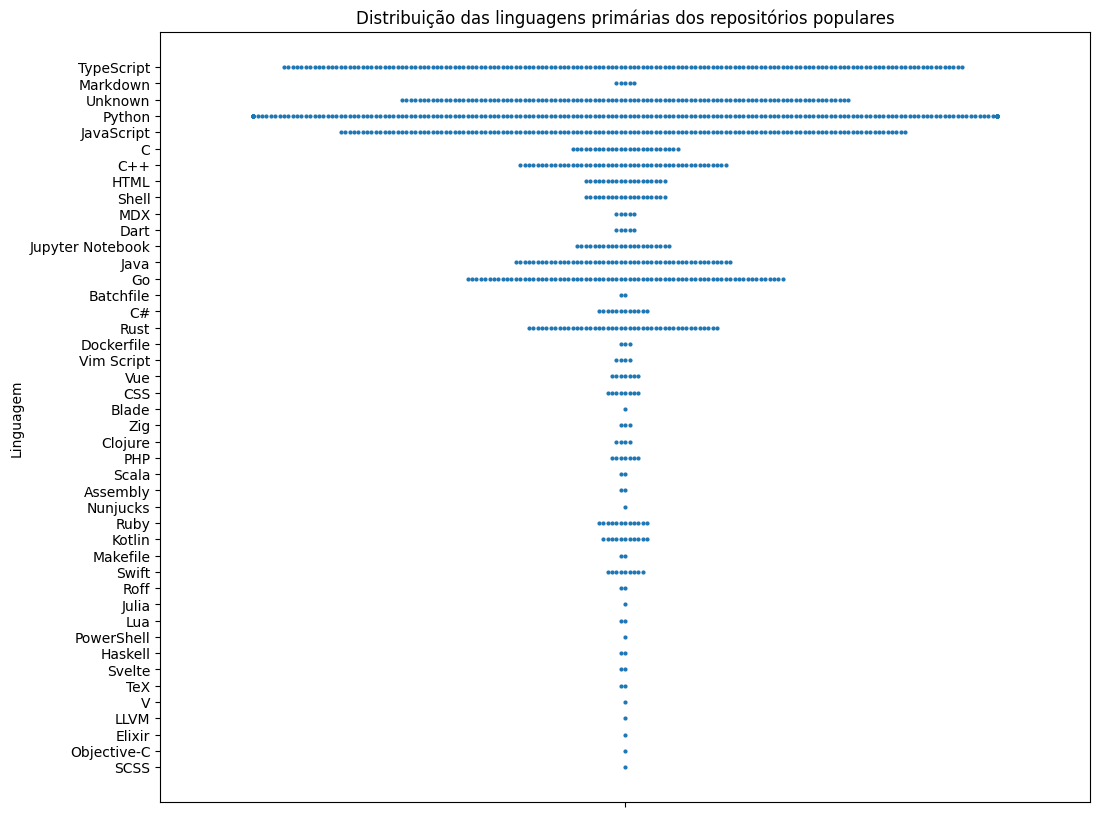 Distribuição das linguagens primárias dos repositórios populares
Linguagem
TypeScript
Markdown
Unknown
Python
JavaScript
C
C++
HTML
Shell
MDX
Dart
Jupyter Notebook
Java
Go
Batchfile
C#
Rust
Dockerfile
Vim Script
Vue
CSS
Blade
Zig
Clojure
PHP
Scala
Assembly
Nunjucks
Ruby
Kotlin
Makefile
Swift
Roff
Julia
Lua
PowerShell
Haskell
Svelte
TeX
V
LLVM
Elixir
Objective-C
SCSS